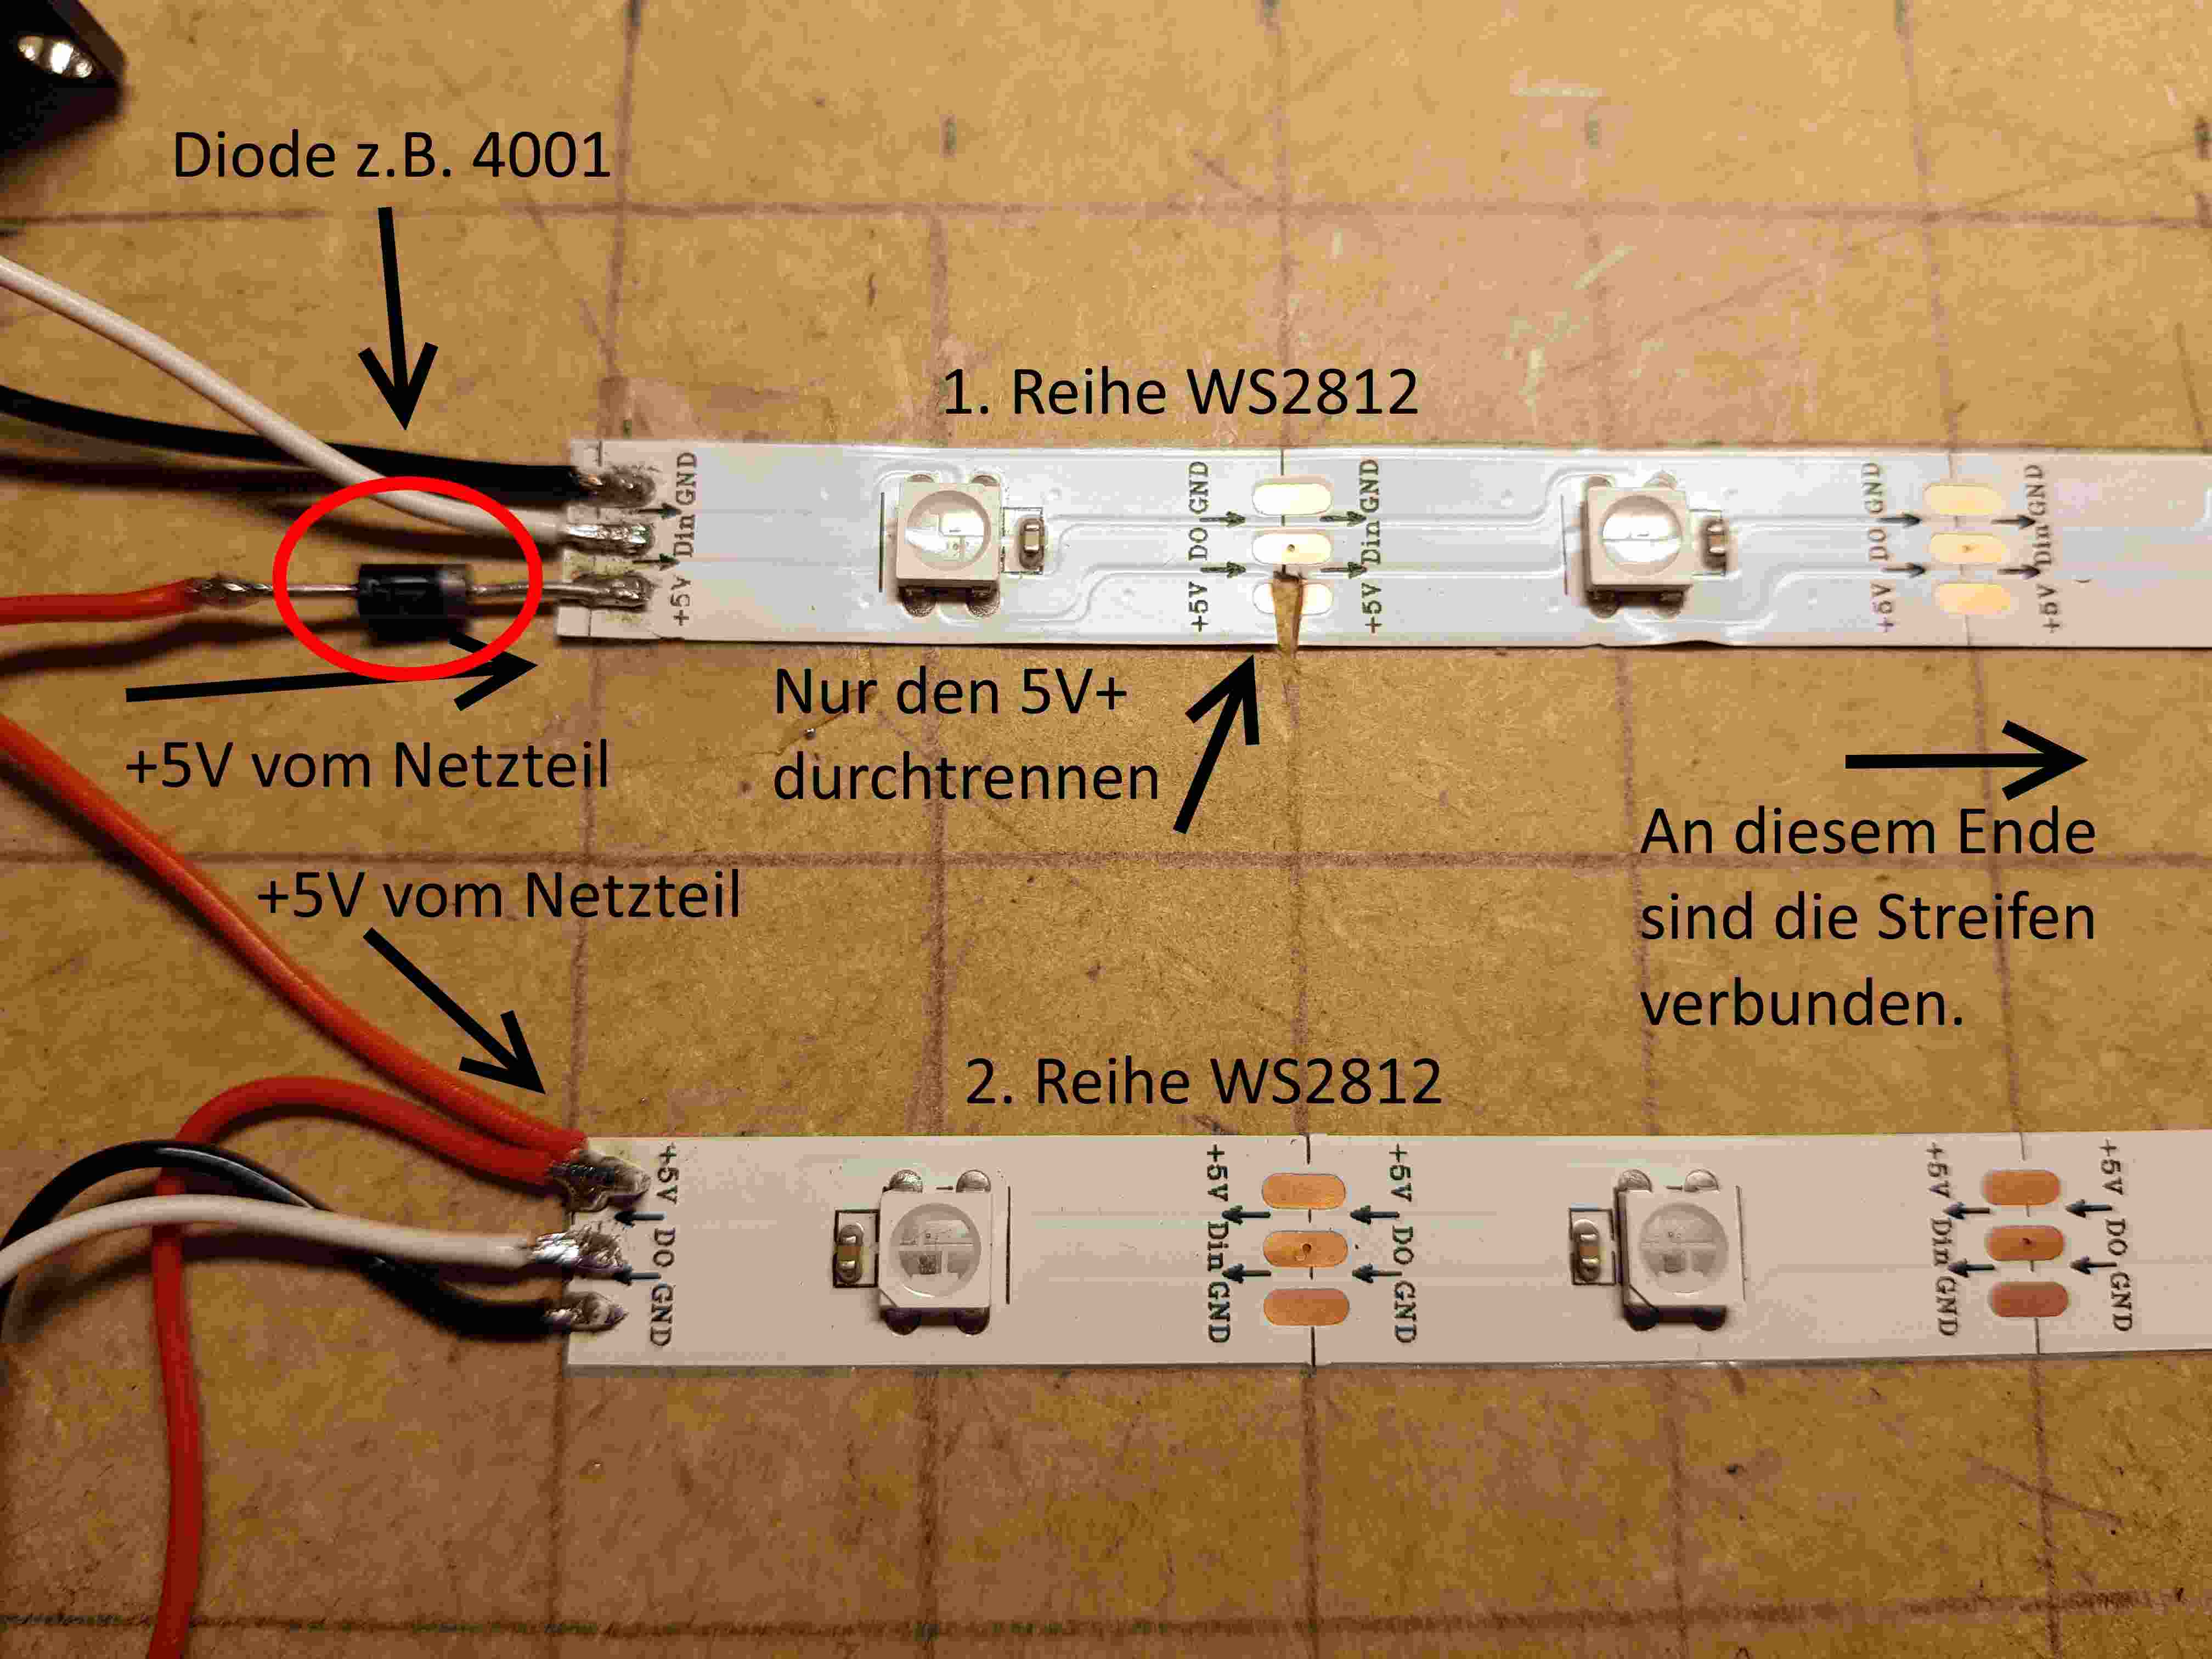 Diode z.B. 4001
1. Reihe WS2812
GND
Din
+5V
GND
DO
+5V
GND
Din
+5V
GND
DO
+5V
GND
Din
+5V
+5V vom Netzteil
Nur den 5V+
durchtrennen
An diesem Ende
sind die Streifen
verbunden.
+5V vom Netzteil
2. Reihe WS2812
+5V
DO
GND
+5V
Din
GND
+5V
DO
GND
+5V
Din
GND
+5V
DO
GND